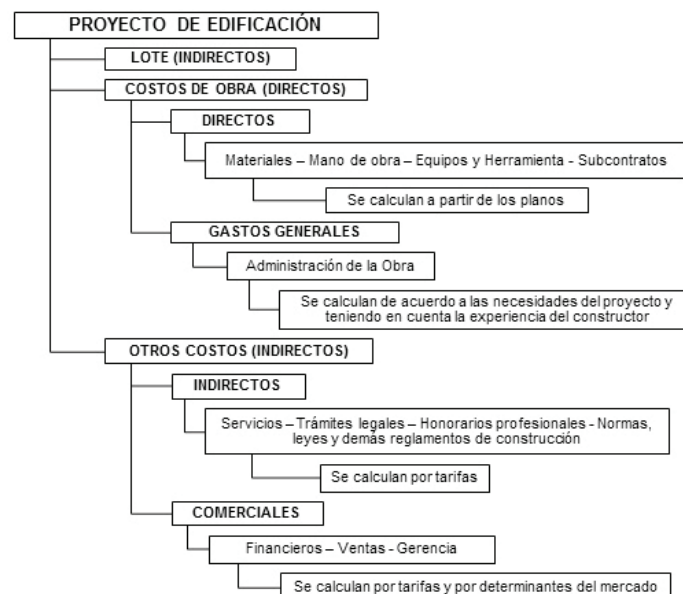 PROYECTO DE EDIFICACIÓN
LOTE (INDIRECTOS)
COSTOS DE OBRA (DIRECTOS)
DIRECTOS
Materiales – Mano de obra – Equipos y Herramienta - Subcontratos
Se calculan a partir de los planos
GASTOS GENERALES
Administración de la Obra
Se calculan de acuerdo a las necesidades del proyecto y
teniendo en cuenta la experiencia del constructor
OTROS COSTOS (INDIRECTOS)
INDIRECTOS
Servicios – Trámites legales – Honorarios profesionales - Normas,
leyes y demás reglamentos de construcción
Se calculan por tarifas
COMERCIALES
Financieros – Ventas - Gerencia
Se calculan por tarifas y por determinantes del mercado